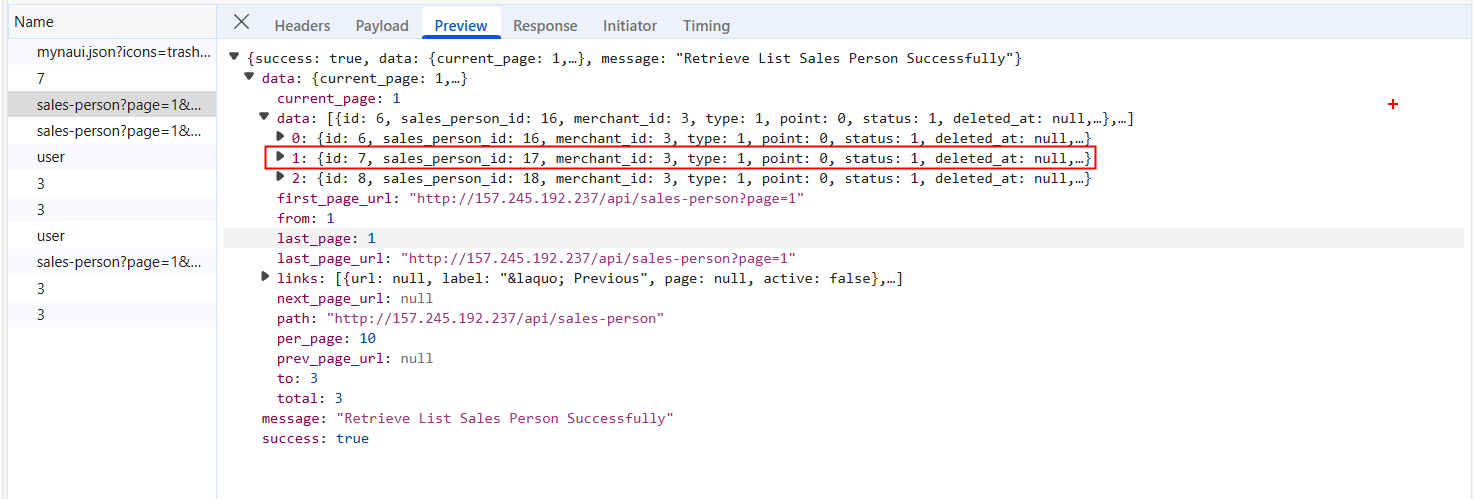 Name
Headers Payload Preview Response Initiator Timing
mynaui.json?icons=trash...
7
sales-person?page=1&...
sales-person?page=1&...
user
3
3
user
sales-person?page=1&...
3
3
{success: true, data: {current_page: 1,…}, message: "Retrieve List Sales Person Successfully"}
data: {current_page: 1,…}
current_page: 1
data: [{id: 6, sales_person_id: 16, merchant_id: 3, type: 1, point: 0, status: 1, deleted_at: null,…},…]
0: {id: 6, sales_person_id: 16, merchant_id: 3, type: 1, point: 0, status: 1, deleted_at: null,…}
1: {id: 7, sales_person_id: 17, merchant_id: 3, type: 1, point: 0, status: 1, deleted_at: null,…}
2: {id: 8, sales_person_id: 18, merchant_id: 3, type: 1, point: 0, status: 1, deleted_at: null,…}
first_page_url: "http://157.245.192.237/api/sales-person?page=1"
from: 1
last_page: 1
last_page_url: "http://157.245.192.237/api/sales-person?page=1"
links: [{url: null, label: "&laquo; Previous", page: null, active: false},…]
next_page_url: null
path: "http://157.245.192.237/api/sales-person"
per_page: 10
prev_page_url: null
to: 3
total: 3
message: "Retrieve List Sales Person Successfully"
success: true